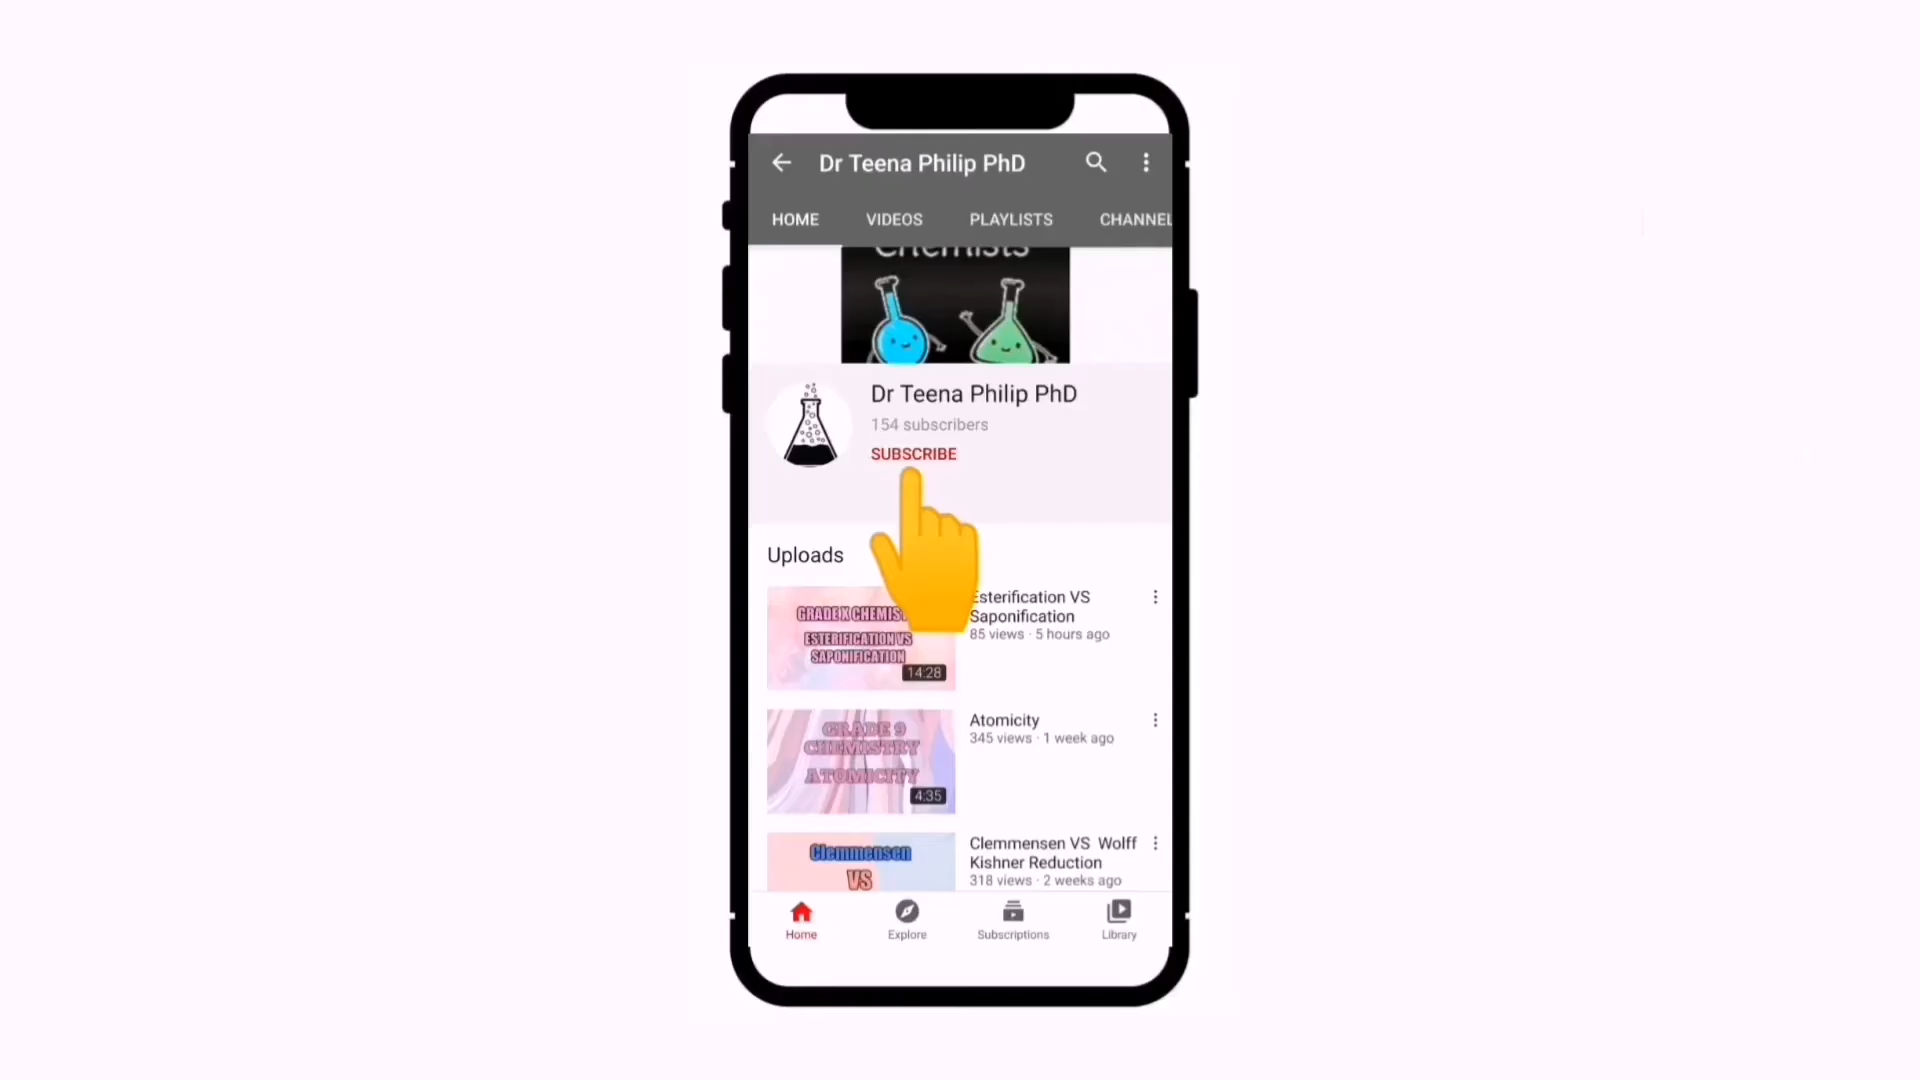 Dr Teena Philip PhD
HOME VIDEOS PLAYLISTS CHANNEL
Chemists
Dr Teena Philip PhD
154 subscribers
SUBSCRIBE
Uploads
GRADE X CHEMIS
ESTERIFICATION VS
SAPONIFICATION
14:28
Esterification VS
Saponification
85 views · 5 hours ago
GRADE 9
CHEMISTRY
ATOMICITY
4:35
Atomicity
345 views · 1 week ago
Clemmensen
VS
Clemmensen VS Wolff
Kishner Reduction
318 views · 2 weeks ago
Home Explore Subscriptions Library